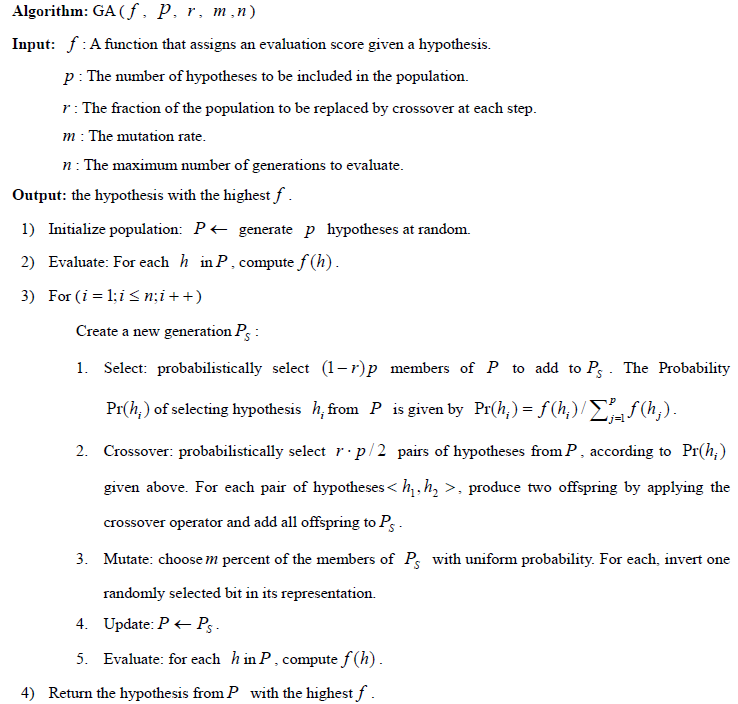 Algorithm: GA(f, p, r, m,n)
Input: f : A function that assigns an evaluation score given a hypothesis.
p : The number of hypotheses to be included in the population.
r : The fraction of the population to be replaced by crossover at each step.
m : The mutation rate.
n : The maximum number of generations to evaluate.
Output: the hypothesis with the highest f .
1) Initialize population: P ← generate p hypotheses at random.
2) Evaluate: For each h in P , compute f(h) .
3) For (i = 1; i ≤ n; i++)
Create a new generation P_S :
1. Select: probabilistically select (1−r)p members of P to add to P_S . The Probability
Pr(h_i) of selecting hypothesis h_i from P is given by Pr(h_i) = f(h_i) / ∑_{j=1}^{p} f(h_j) .
2. Crossover: probabilistically select r·p/2 pairs of hypotheses from P , according to Pr(h_i)
given above. For each pair of hypotheses < h_1, h_2 >, produce two offspring by applying the
crossover operator and add all offspring to P_S .
3. Mutate: choose m percent of the members of P_S with uniform probability. For each, invert one
randomly selected bit in its representation.
4. Update: P ← P_S .
5. Evaluate: for each h in P , compute f(h) .
4) Return the hypothesis from P with the highest f .